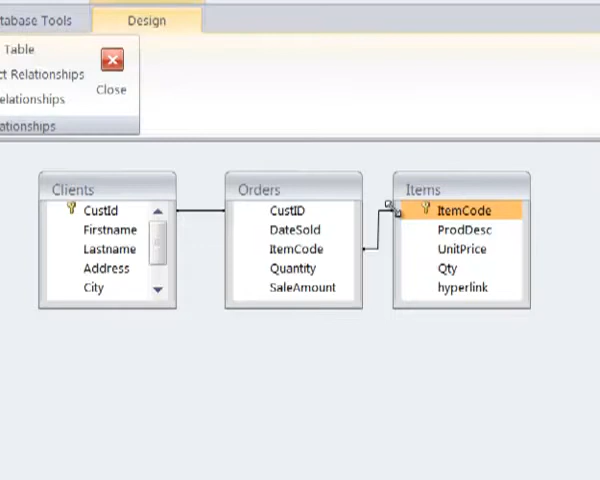 tabase Tools Design
Table
ct Relationships
elationships
Close
ationships
Clients
CustId
Firstname
Lastname
Address
City
Orders
CustID
DateSold
ItemCode
Quantity
SaleAmount
Items
ItemCode
ProdDesc
UnitPrice
Qty
hyperlink